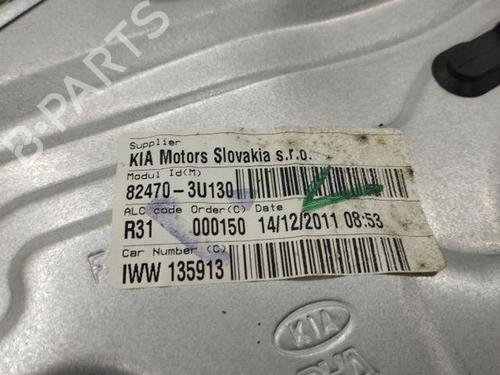 B-PARTS
Supplier
KIA Motors Slovakia s.r.o.
Modul Id(M)
82470-3U130
ALC code Order(C) Date
R31 000150 14/12/2011 08:53
Car Number (C)
IWW 135913
KIA